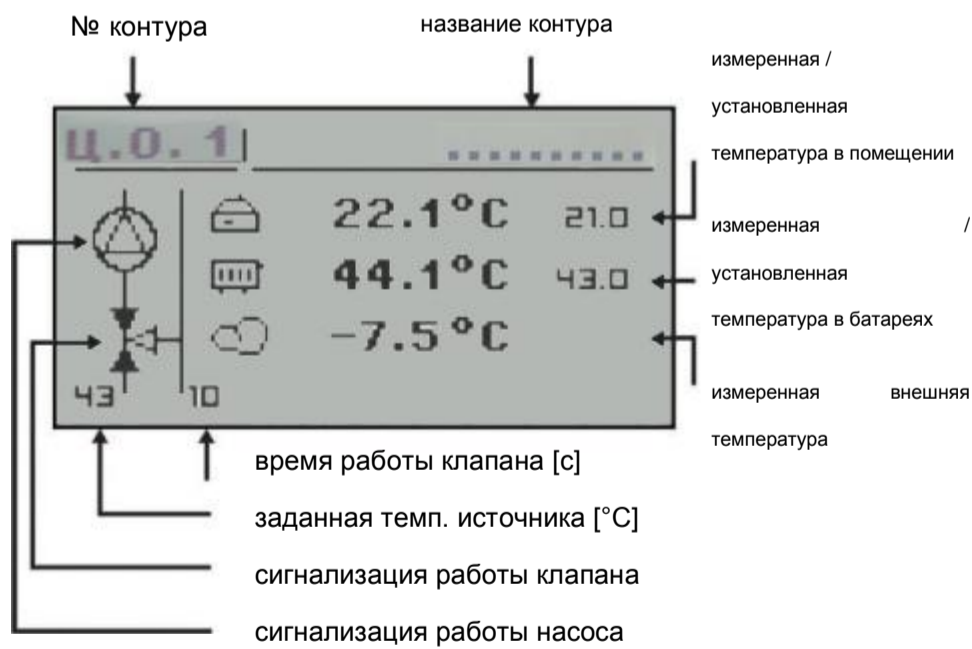 № контура
название контура
измеренная /
установленная
температура в помещении
измеренная /
установленная
температура в батареях
измеренная внешняя
температура
Ц.О. 1
..........
22.1°C 21.0
44.1°C 43.0
-7.5°C
43 10
время работы клапана [с]
заданная темп. источника [°C]
сигнализация работы клапана
сигнализация работы насоса